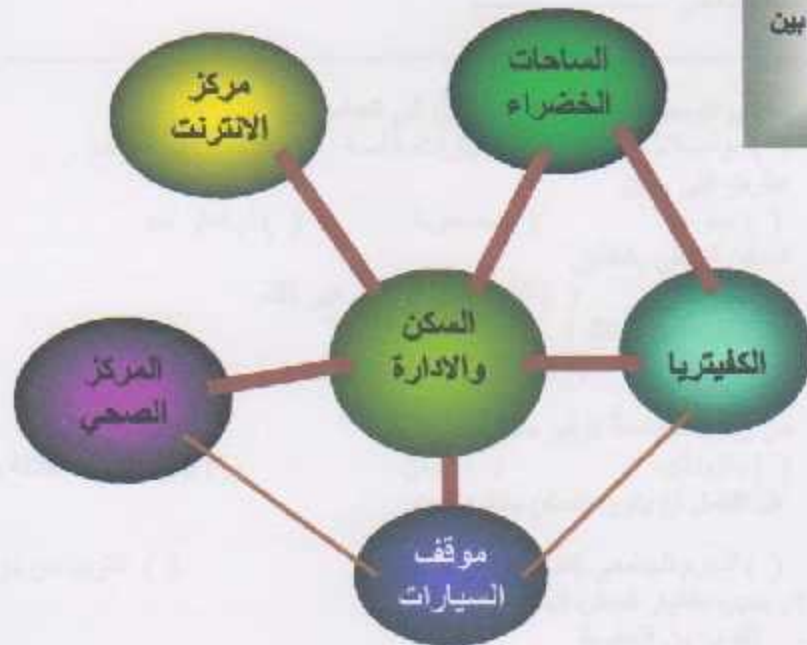 بين
الساحات
الخضراء
مركز
الانترنت
السكن
والادارة
الكفيتريا
المركز
الصحي
موقف
السيارات